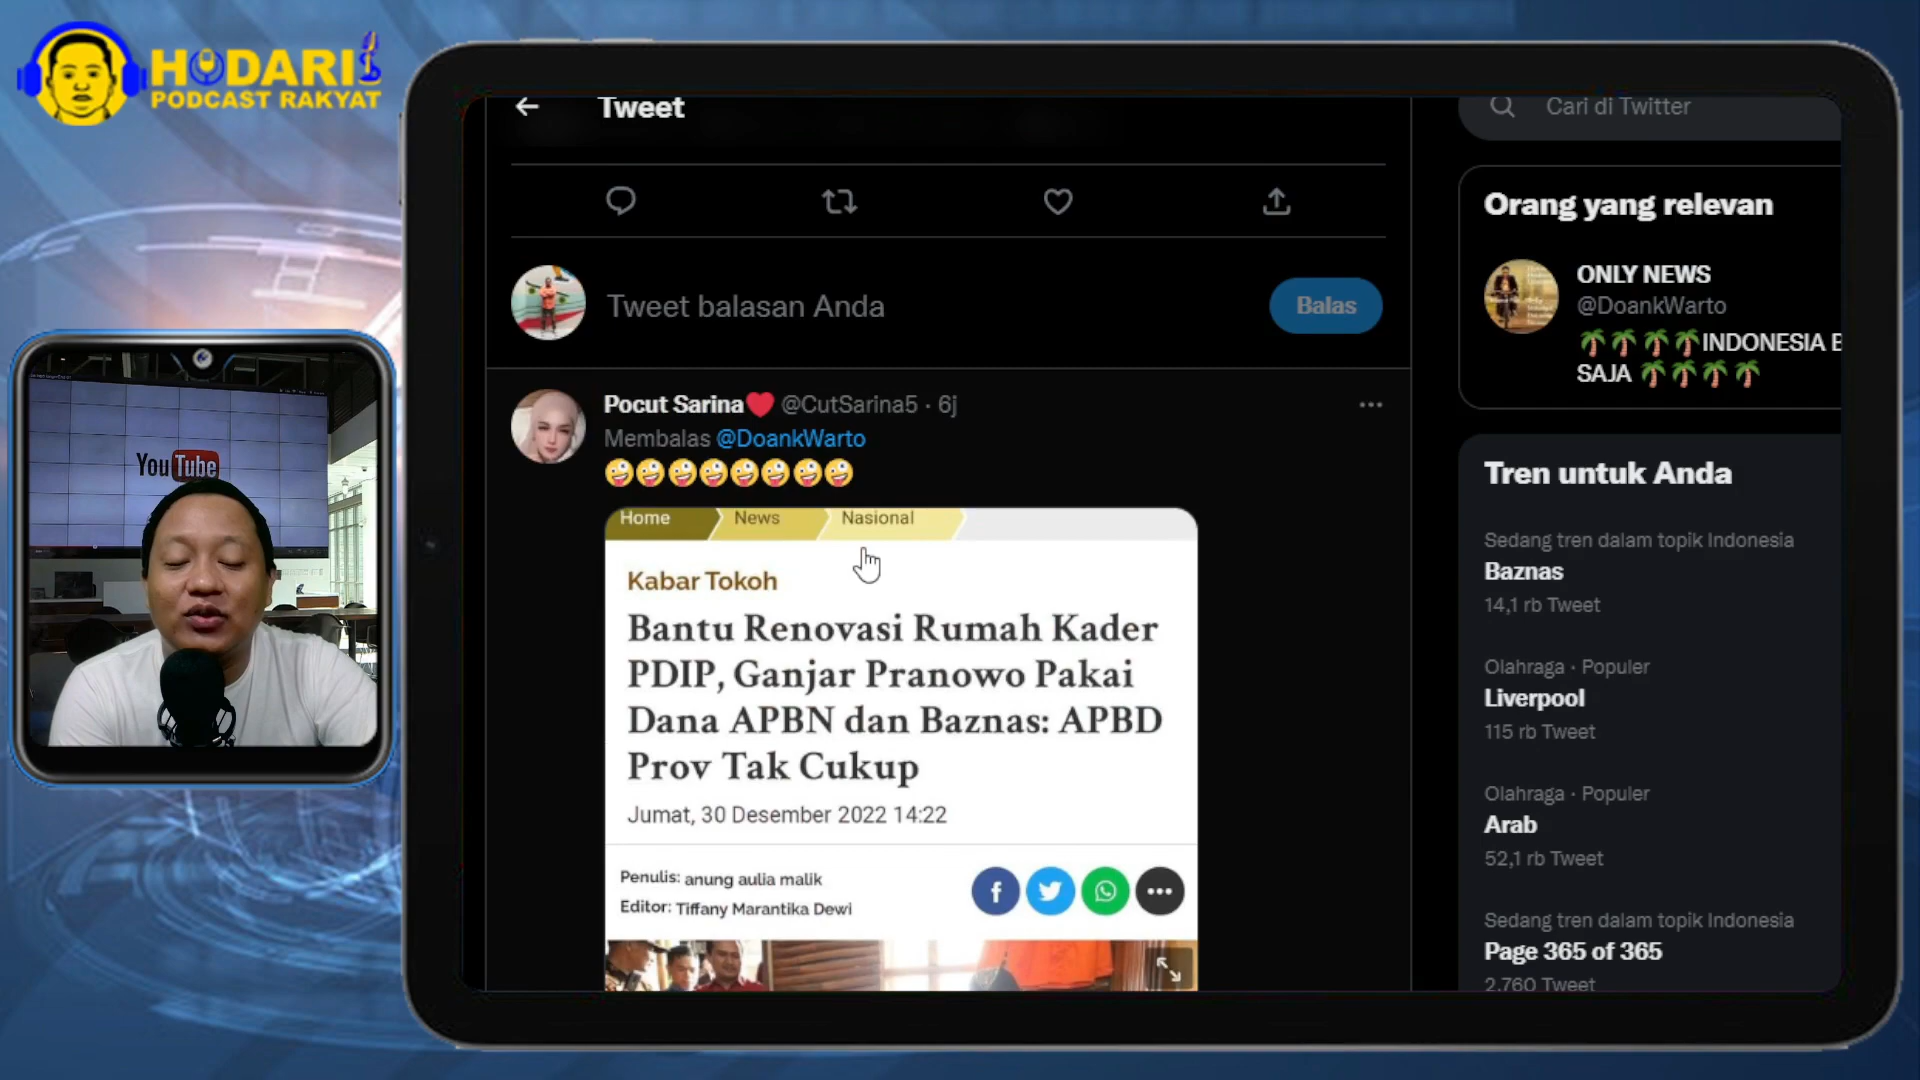 HODARI
PODCAST RAKYAT
YouTube
Tweet
Cari di Twitter
Tweet balasan Anda
Balas
Pocut Sarina❤️ @CutSarina5 · 6j
Membalas @DoankWarto
🤪🤪🤪🤪🤪🤪🤪🤪
Home
News
Nasional
Kabar Tokoh
Bantu Renovasi Rumah Kader
PDIP, Ganjar Pranowo Pakai
Dana APBN dan Baznas: APBD
Prov Tak Cukup
Jumat, 30 Desember 2022 14:22
Penulis: anung aulia malik
Editor: Tiffany Marantika Dewi
Orang yang relevan
ONLY NEWS
@DoankWarto
🌴🌴🌴🌴INDONESIA
SAJA 🌴🌴🌴🌴
Tren untuk Anda
Sedang tren dalam topik Indonesia
Baznas
14,1 rb Tweet
Olahraga · Populer
Liverpool
115 rb Tweet
Olahraga · Populer
Arab
52,1 rb Tweet
Sedang tren dalam topik Indonesia
Page 365 of 365
2.760 Tweet